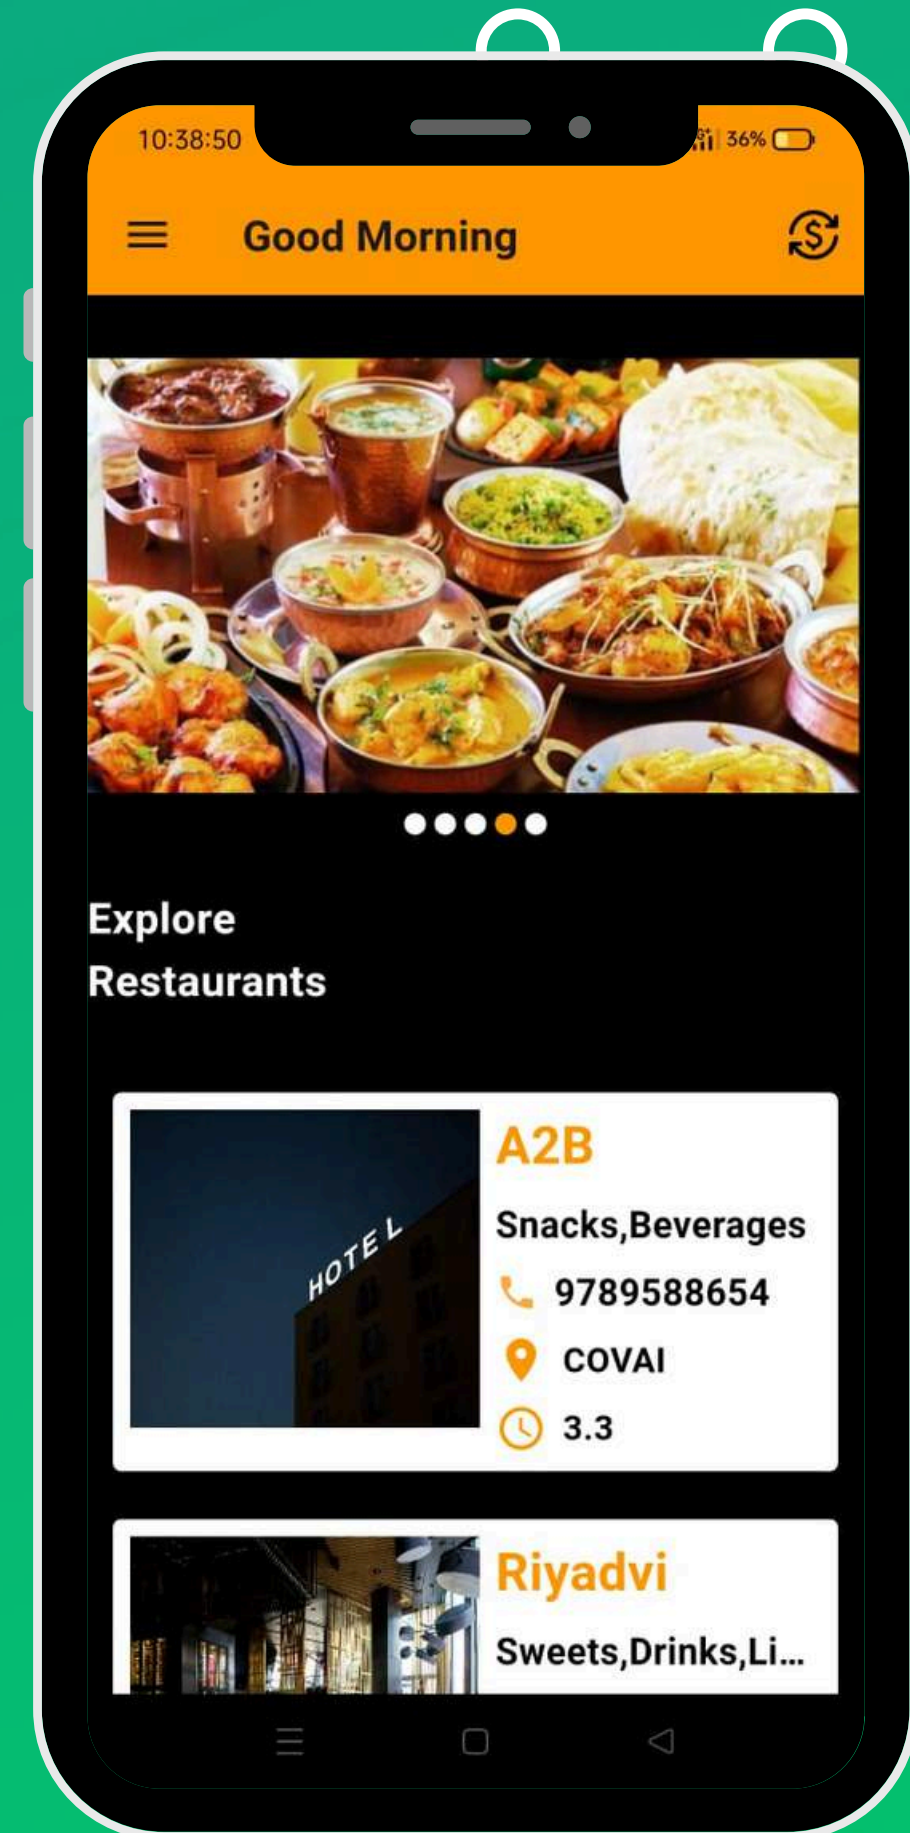 10:38:50
36%
Good Morning
Explore
Restaurants
HOTEL
A2B
Snacks,Beverages
9789588654
COVAI
3.3
Riyadvi
Sweets,Drinks,Li...